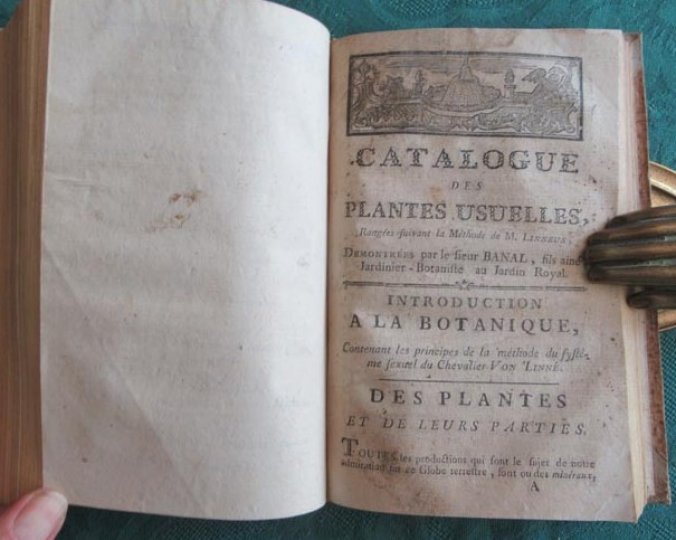 CATALOGUE
DES
PLANTES USUELLES,
Rangées suivant la Méthode de M. LINNEUS,
DEMONTRÉES par le sieur BANAL, fils ainé
Jardinier-Botaniste au Jardin Royal.
INTRODUCTION
A LA BOTANIQUE,
Contenant les principes de la méthode du systê-
me sexuel du Chevalier VON LINNÉ.
DES PLANTES
ET DE LEURS PARTIES.
TOUTES les productions qui font le sujet de notre
admiration sur ce Globe terrestre, sont ou des minéraux,
A